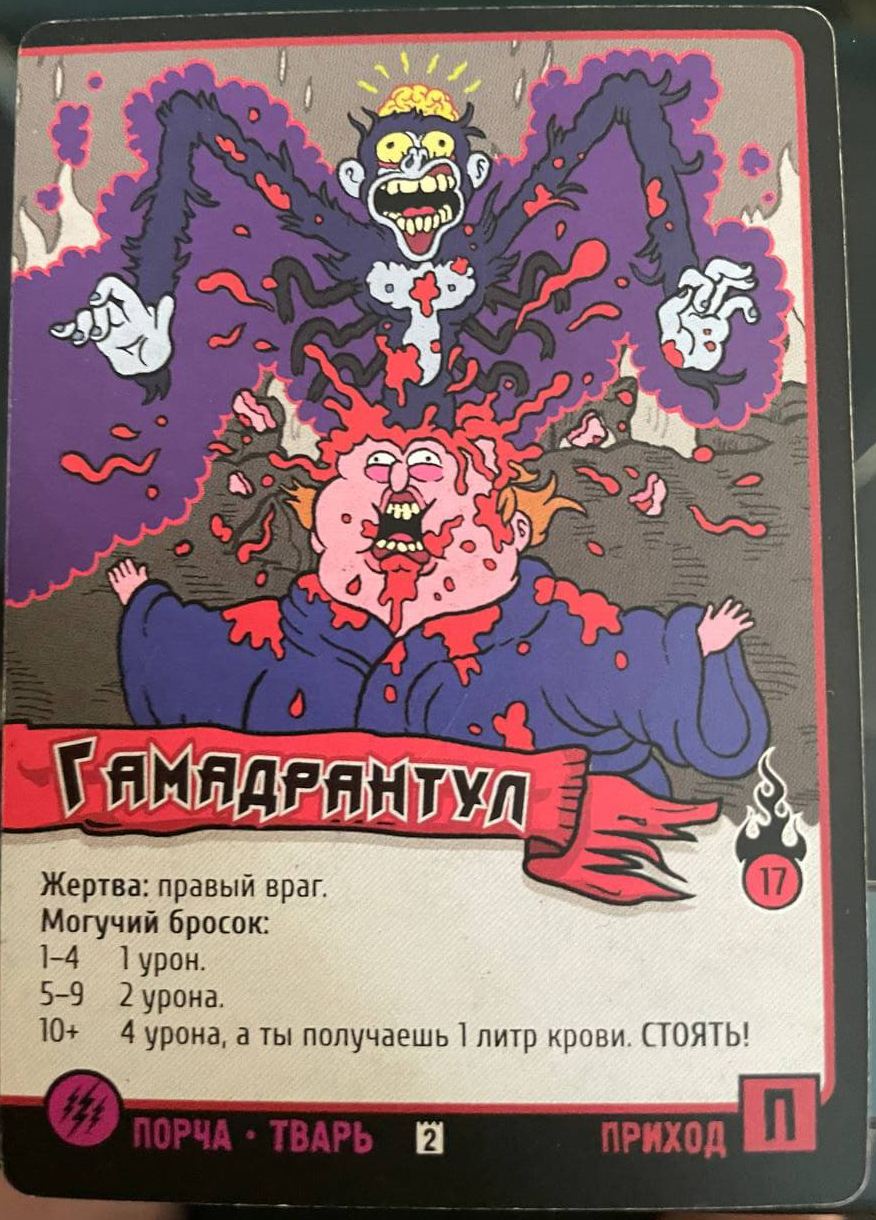 ГАМАДРАНТУЛ
17
Жертва: правый враг.
Могучий бросок:
1–4 1 урон.
5–9 2 урона.
10+ 4 урона, а ты получаешь 1 литр крови. СТОЯТЬ!
ПОРЧА · ТВАРЬ 2 ПРИХОД П